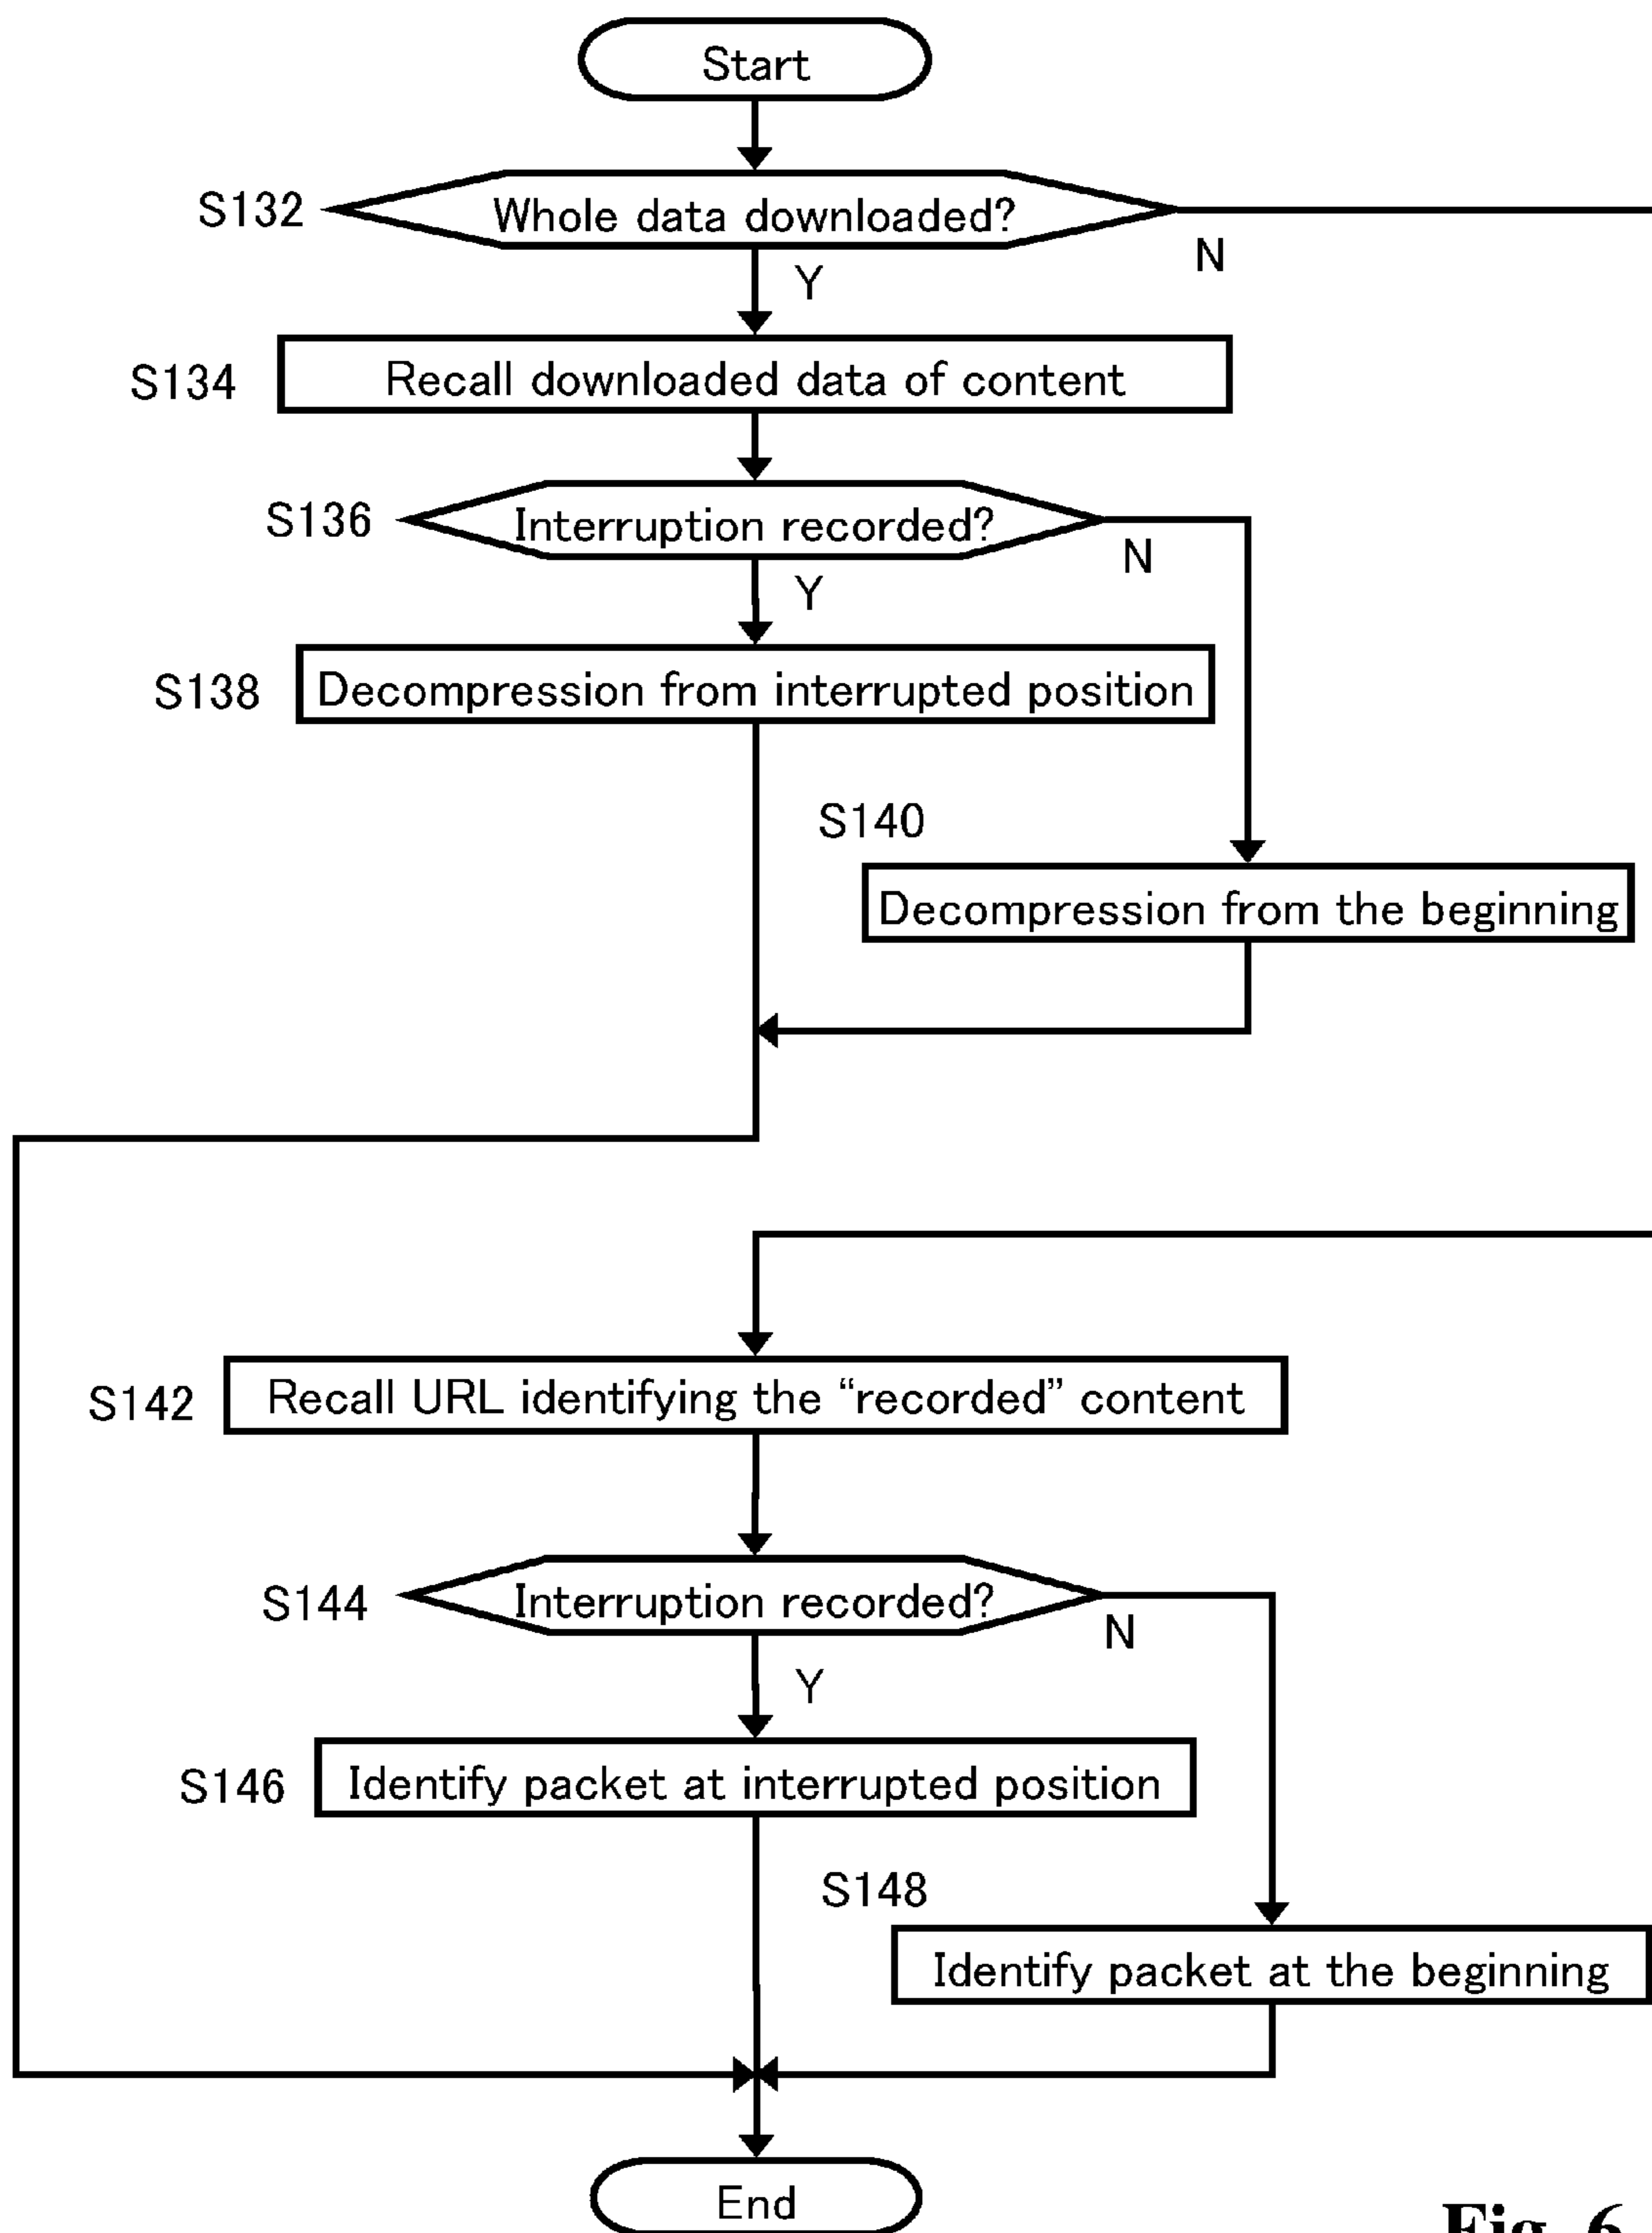 Start
S132
Whole data downloaded?
N
Y
S134
Recall downloaded data of content
S136
Interruption recorded?
N
Y
S138
Decompression from interrupted position
S140
Decompression from the beginning
S142
Recall URL identifying the “recorded” content
S144
Interruption recorded?
N
Y
S146
Identify packet at interrupted position
S148
Identify packet at the beginning
End
Fig. 6